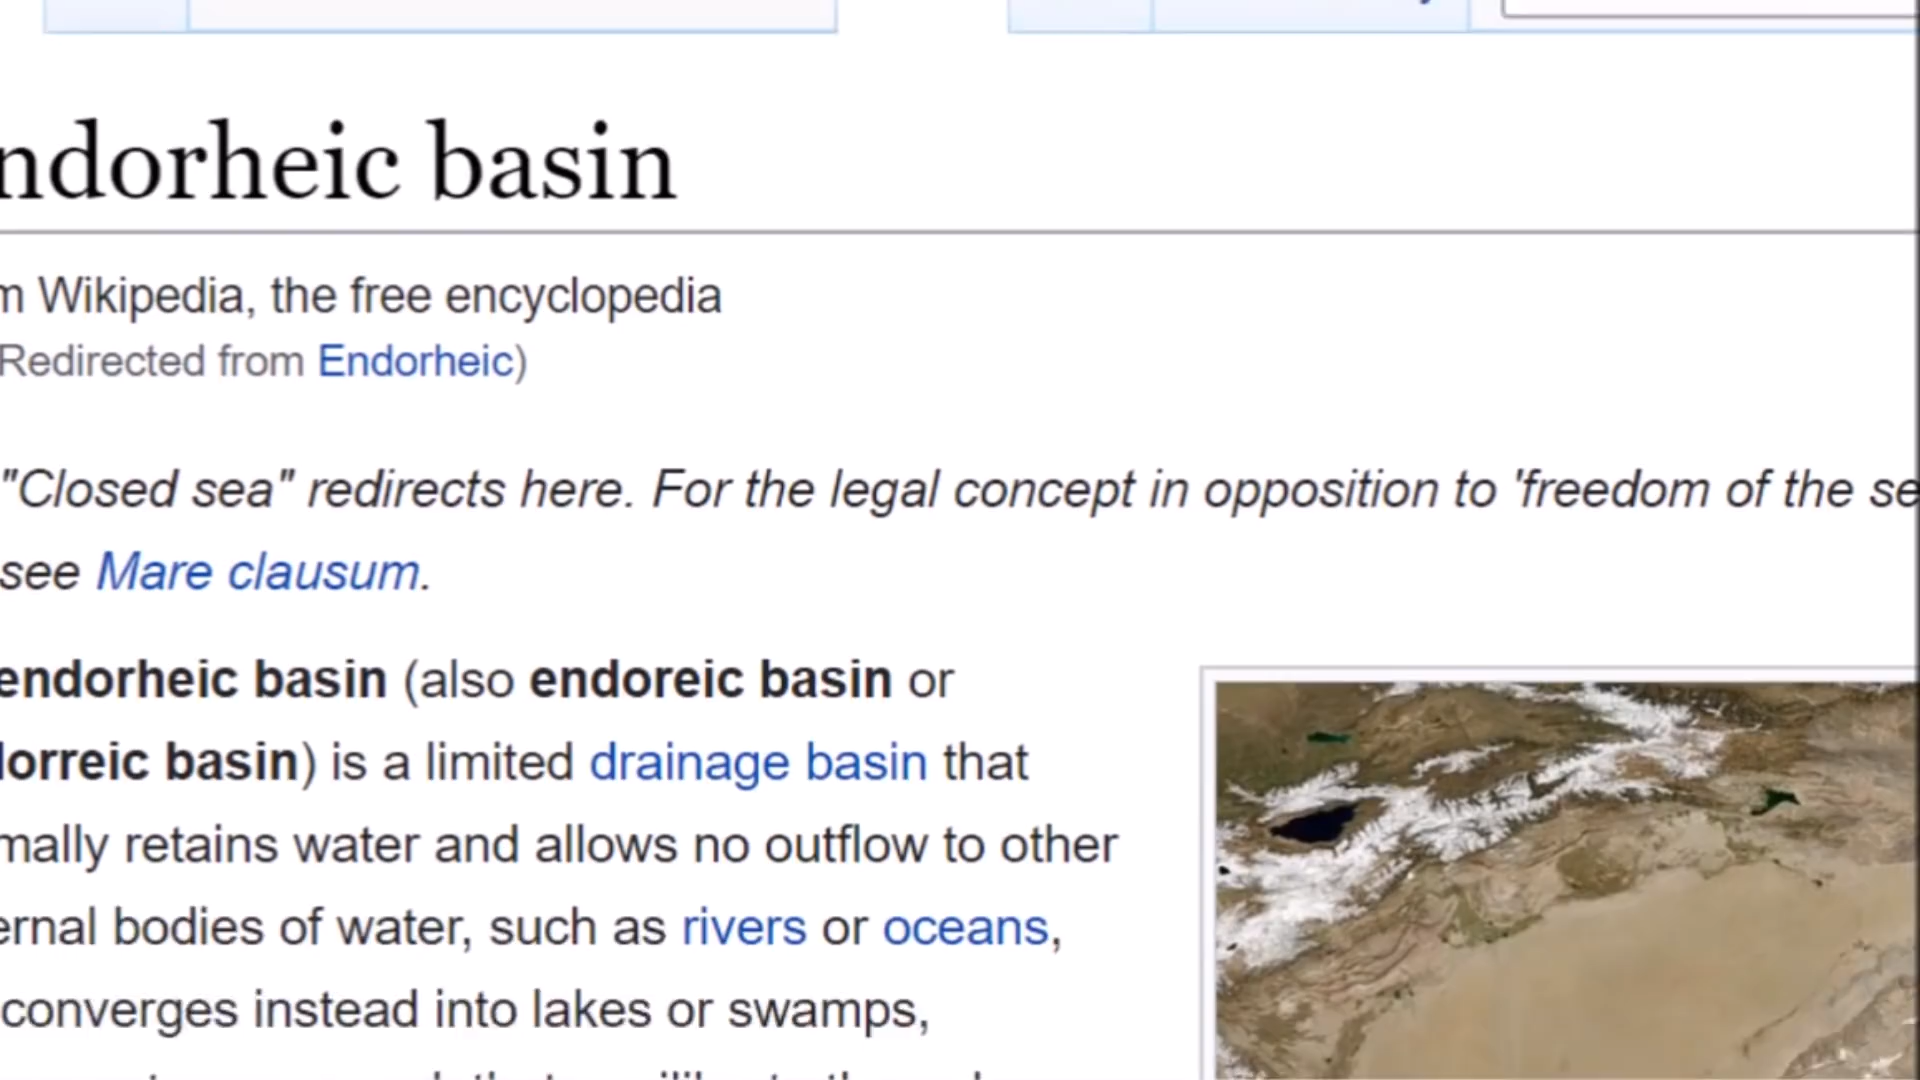 ndorheic basin
m Wikipedia, the free encyclopedia
Redirected from Endorheic)
"Closed sea" redirects here. For the legal concept in opposition to 'freedom of the se
see Mare clausum.
endorheic basin (also endoreic basin or
dorreic basin) is a limited drainage basin that
mally retains water and allows no outflow to other
ernal bodies of water, such as rivers or oceans,
converges instead into lakes or swamps,